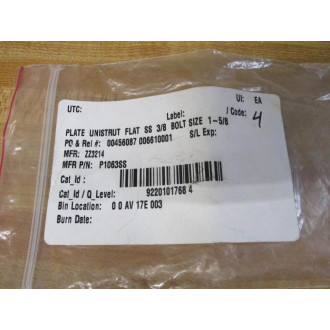 UTC: UI: EA
Label: / Code: 4
PLATE UNISTRUT FLAT SS 3/8 BOLT SIZE 1-5/8
PO & Rel #: 00456087 006610001 S/L Exp:
MFR: ZZ3214
MFR P/N: P1063SS
Cat_Id :
Cat_Id / Q_Level: 9220101768 4
Bin Location: 0 0 AV 17E 003
Burn Date: